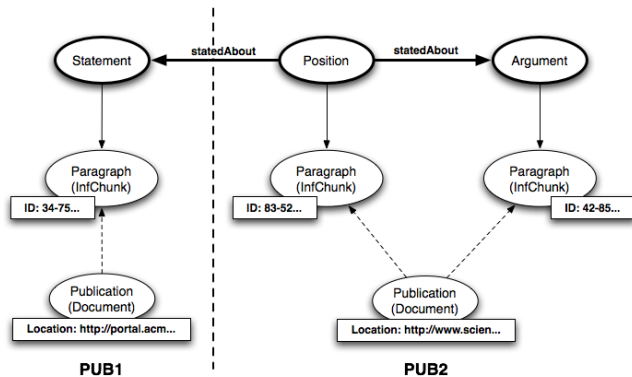 statedAbout
statedAbout
Statement
Position
Argument
Paragraph
(InfChunk)
ID: 34-75...
Paragraph
(InfChunk)
ID: 83-52...
Paragraph
(InfChunk)
ID: 42-85...
Publication
(Document)
Location: http://portal.acm...
Publication
(Document)
Location: http://www.scien...
PUB1
PUB2